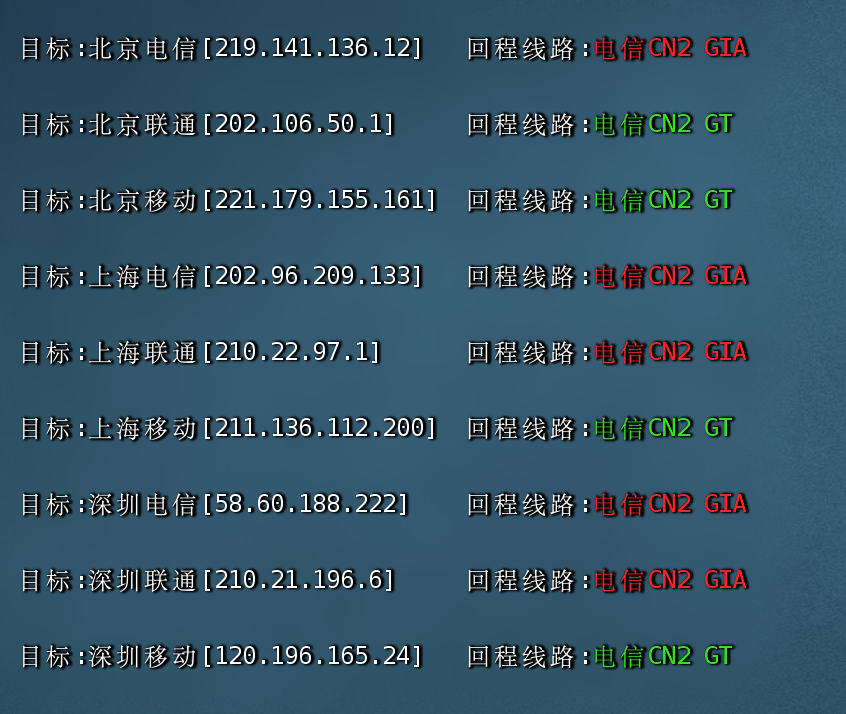 目标:北京电信[219.141.136.12] 回程线路:电信CN2 GIA
目标:北京联通[202.106.50.1] 回程线路:电信CN2 GT
目标:北京移动[221.179.155.161] 回程线路:电信CN2 GT
目标:上海电信[202.96.209.133] 回程线路:电信CN2 GIA
目标:上海联通[210.22.97.1] 回程线路:电信CN2 GIA
目标:上海移动[211.136.112.200] 回程线路:电信CN2 GT
目标:深圳电信[58.60.188.222] 回程线路:电信CN2 GIA
目标:深圳联通[210.21.196.6] 回程线路:电信CN2 GIA
目标:深圳移动[120.196.165.24] 回程线路:电信CN2 GT